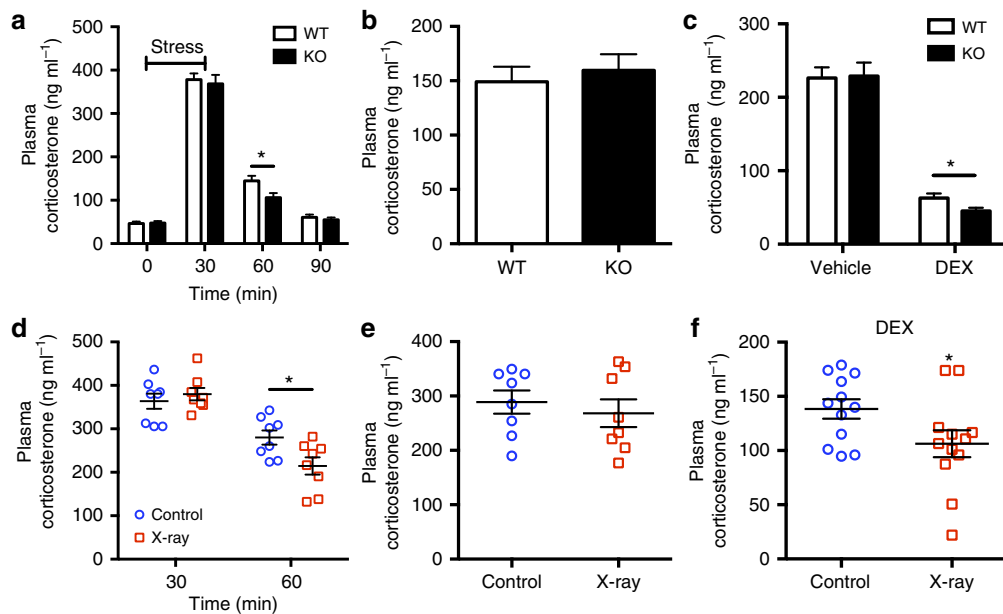 a
Plasma
corticosterone (ng ml−1)
500
400
300
200
100
0
Stress
WT
KO
*
0 30 60 90
Time (min)
b
Plasma
corticosterone (ng ml−1)
200
150
100
50
0
WT KO
c
Plasma
corticosterone (ng ml−1)
300
200
100
0
WT
KO
*
Vehicle DEX
d
Plasma
corticosterone (ng ml−1)
500
400
300
200
300
0
*
Control
X-ray
30 60
Time (min)
e
Plasma
corticosterone (ng ml−1)
400
300
200
100
0
Control X-ray
f
DEX
Plasma
corticosterone (ng ml−1)
200
150
100
50
0
*
Control X-ray